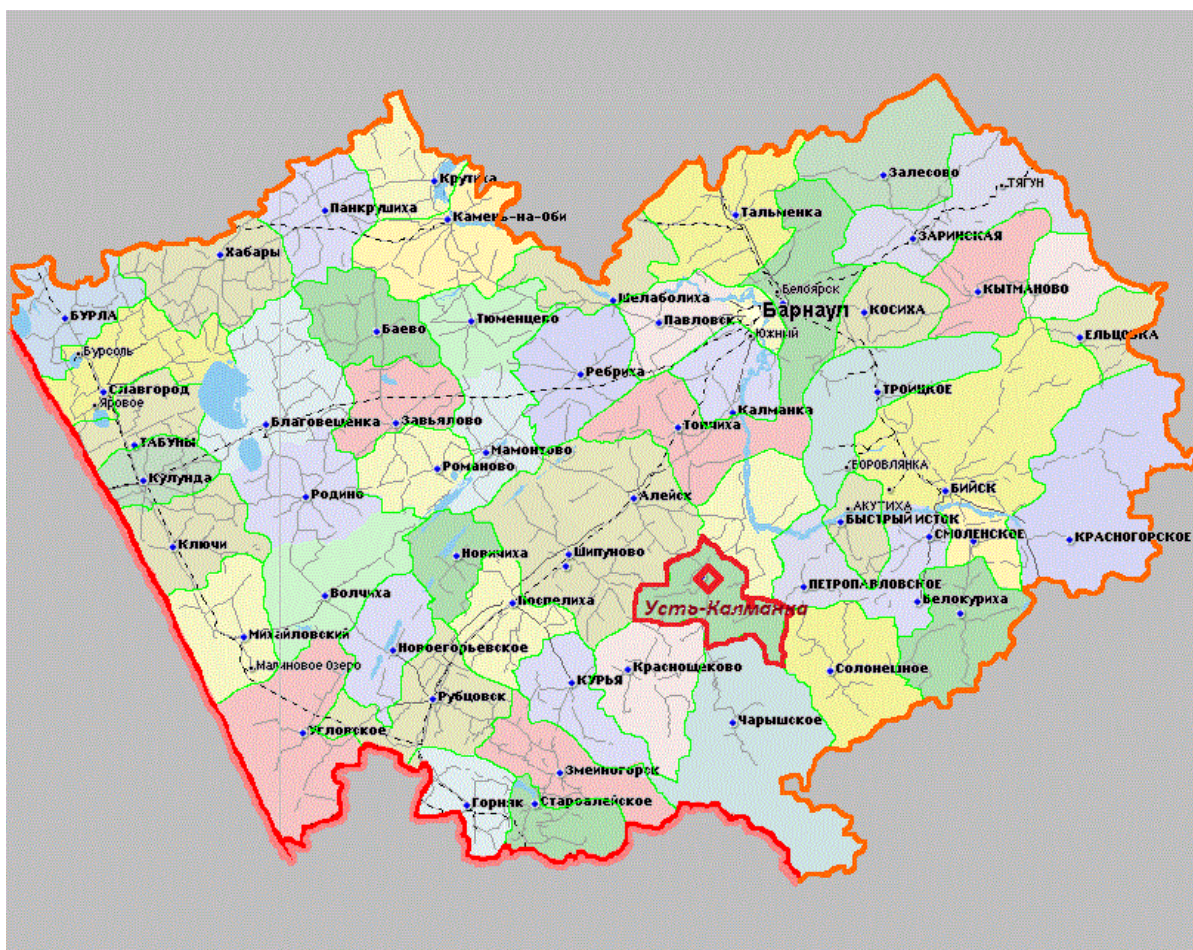 Крутиха
Залесово
ТЯГУН
Панкрушиха
Камень-на-Оби
Тальменка
ЗАРИНСКАЯ
Хабары
Белоярск
КЫТМАНОВО
Шелаболиха
БУРЛА
Баево
Тюменцево
Павловск
Барнаул
КОСИХА
Южный
ЕЛЬЦОВКА
Бурсоль
Ребриха
Славгород
Яровое
ТРОИЦКОЕ
Благовещенка
Завьялово
Калманка
Топчиха
ТАБУНЫ
Мамонтово
Романово
БОРОВЛЯНКА
Кулунда
Родино
Алейск
БИЙСК
АКУТИХА
БЫСТРЫЙ ИСТОК
СМОЛЕНСКОЕ
КРАСНОГОРСКОЕ
Ключи
Новичиха
Шипуново
ПЕТРОПАВЛОВСКОЕ
Белокуриха
Волчиха
Поспелиха
Усть-Калманка
Михайловский
Новоегорьевское
Малиновое Озеро
Краснощеково
Солонешное
КУРЬЯ
Рубцовск
Чарышское
Угловское
Змеиногорск
Горняк
Староалейское